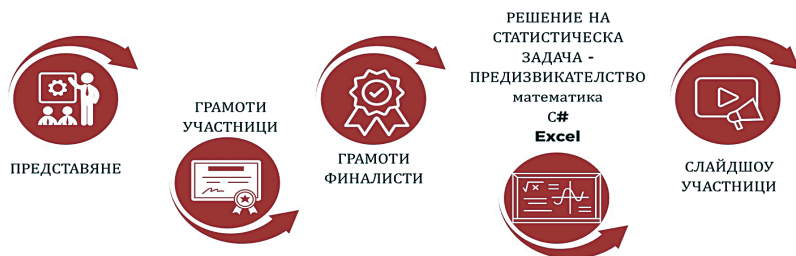 ПРЕДСТАВЯНЕ
ГРАМОТИ
УЧАСТНИЦИ
ГРАМОТИ
ФИНАЛИСТИ
РЕШЕНИЕ НА
СТАТИСТИЧЕСКА
ЗАДАЧА -
ПРЕДИЗВИКАТЕЛСТВО
математика
C#
Excel
√x =
СЛАЙДШОУ
УЧАСТНИЦИ